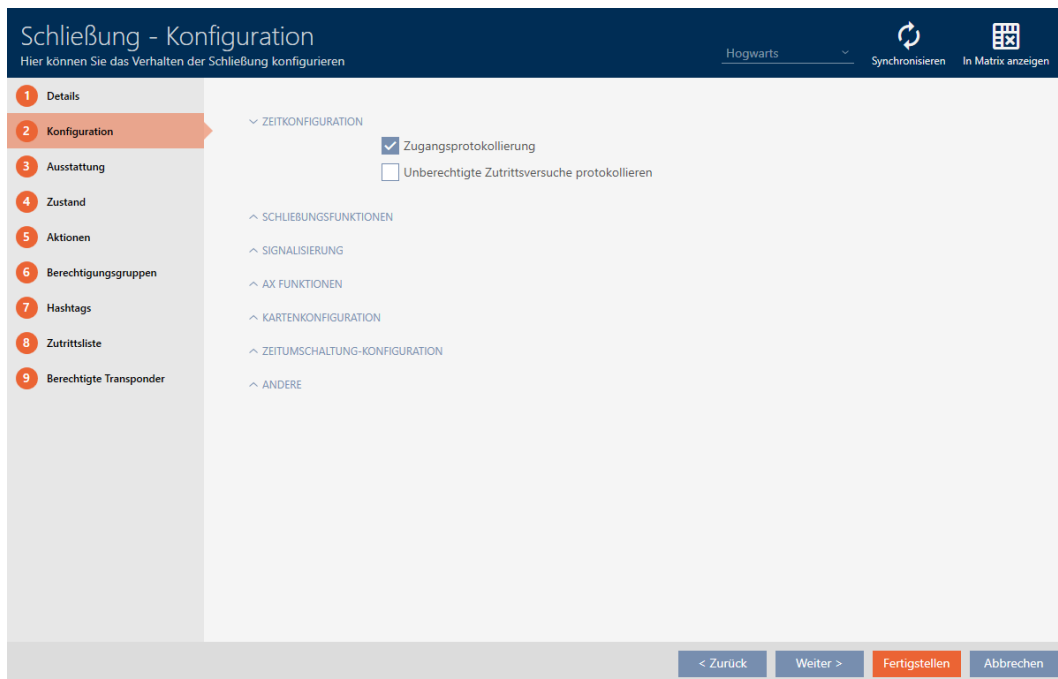 Schließung - Konfiguration
Hier können Sie das Verhalten der Schließung konfigurieren
Hogwarts
Synchronisieren
In Matrix anzeigen
1 Details
2 Konfiguration
3 Ausstattung
4 Zustand
5 Aktionen
6 Berechtigungsgruppen
7 Hashtags
8 Zutrittsliste
9 Berechtigte Transponder
ZEITKONFIGURATION
Zugangsprotokollierung
Unberechtigte Zutrittsversuche protokollieren
SCHLIEßUNGSFUNKTIONEN
SIGNALISIERUNG
AX FUNKTIONEN
KARTENKONFIGURATION
ZEITUMSCHALTUNG-KONFIGURATION
ANDERE
< Zurück
Weiter >
Fertigstellen
Abbrechen